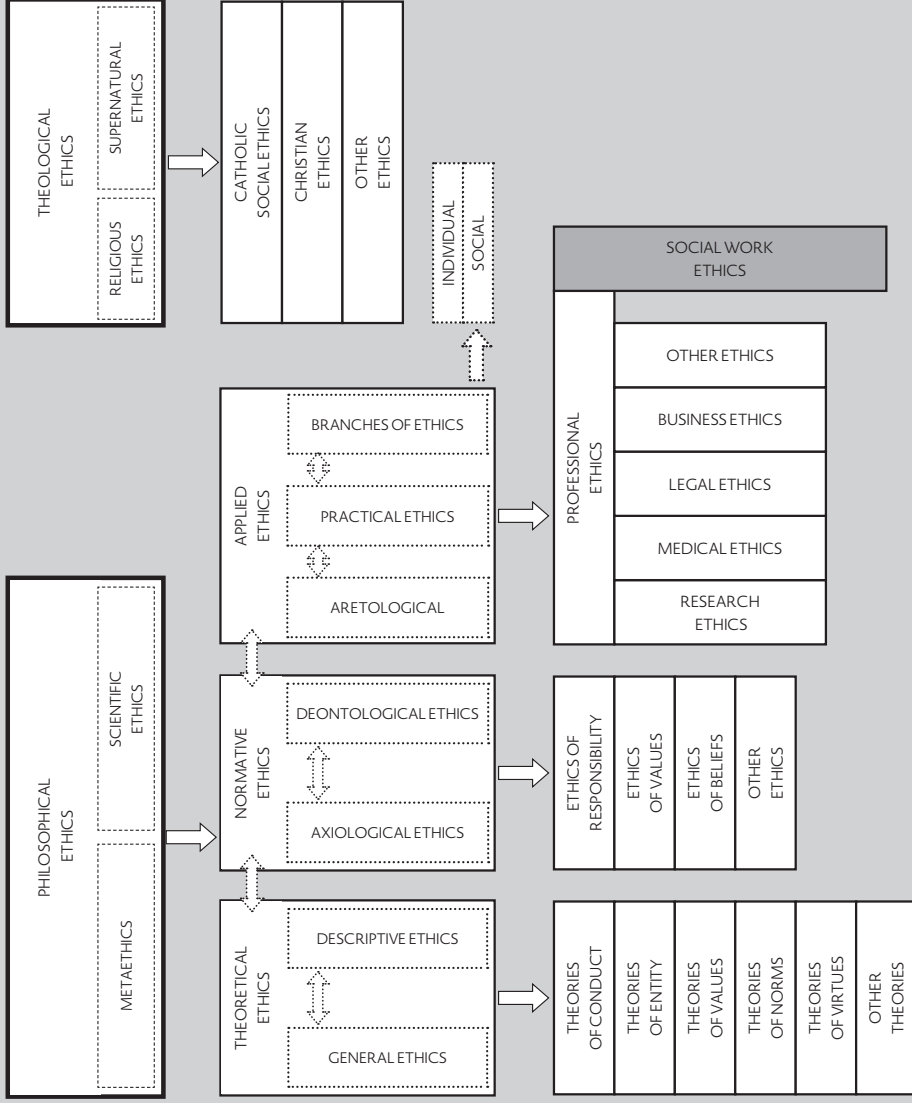 THEOLOGICAL
ETHICS
RELIGIOUS
ETHICS
SUPERNATURAL
ETHICS
CATHOLIC
SOCIAL ETHICS
CHRISTIAN
ETHICS
OTHER
ETHICS
PHILOSOPHICAL
ETHICS
METAETHICS
SCIENTIFIC
ETHICS
THEORETICAL
ETHICS
GENERAL ETHICS
DESCRIPTIVE ETHICS
NORMATIVE
ETHICS
AXIOLOGICAL ETHICS
DEONTOLOGICAL ETHICS
APPLIED
ETHICS
ARETOLOGICAL
PRACTICAL ETHICS
BRANCHES OF ETHICS
INDIVIDUAL
SOCIAL
THEORIES
OF CONDUCT
THEORIES
OF ENTITY
THEORIES
OF VALUES
THEORIES
OF NORMS
THEORIES
OF VIRTUES
OTHER
THEORIES
ETHICS OF
RESPONSIBILITY
ETHICS
OF VALUES
ETHICS
OF BELIEFS
OTHER
ETHICS
PROFESSIONAL
ETHICS
RESEARCH
ETHICS
MEDICAL ETHICS
LEGAL ETHICS
BUSINESS ETHICS
OTHER ETHICS
SOCIAL WORK
ETHICS